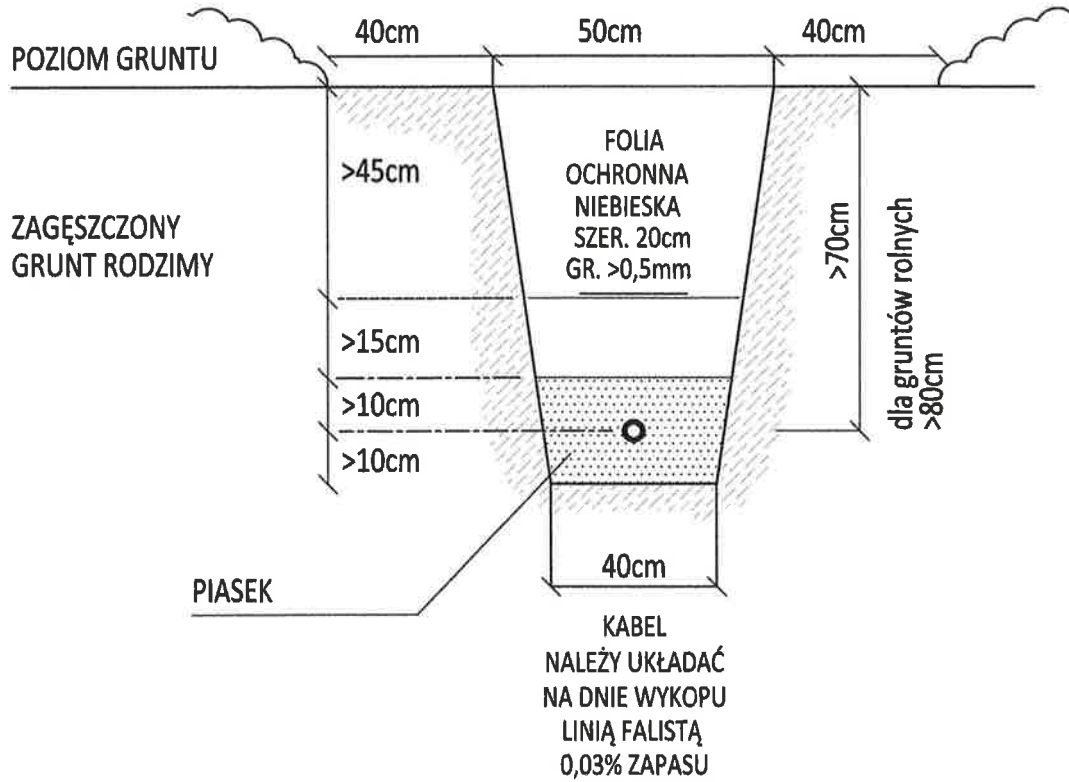 40cm 50cm 40cm
POZIOM GRUNTU
>45cm
FOLIA
OCHRONNA
NIEBIESKA
SZER. 20cm
GR. >0,5mm
ZAGĘSZCZONY
GRUNT RODZIMY
>70cm
dla gruntów rolnych
>80cm
>15cm
>10cm
>10cm
40cm
PIASEK
KABEL
NALEŻY UKŁADAĆ
NA DNIE WYKOPU
LINIĄ FALISTĄ
0,03% ZAPASU